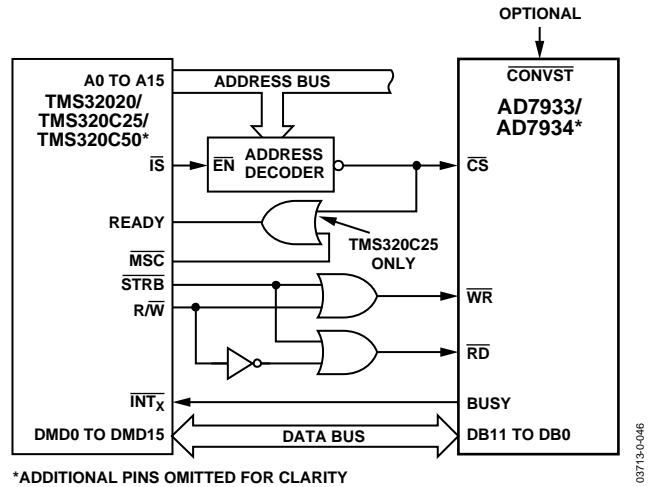 OPTIONAL
A0 TO A15
ADDRESS BUS
CONVST
TMS32020/
TMS320C25/
TMS320C50*
AD7933/
AD7934*
IS
EN
ADDRESS
DECODER
CS
READY
TMS320C25
ONLY
MSC
STRB
R/W
WR
RD
INTX
BUSY
DMD0 TO DMD15
DATA BUS
DB11 TO DB0
*ADDITIONAL PINS OMITTED FOR CLARITY
03713-0-046